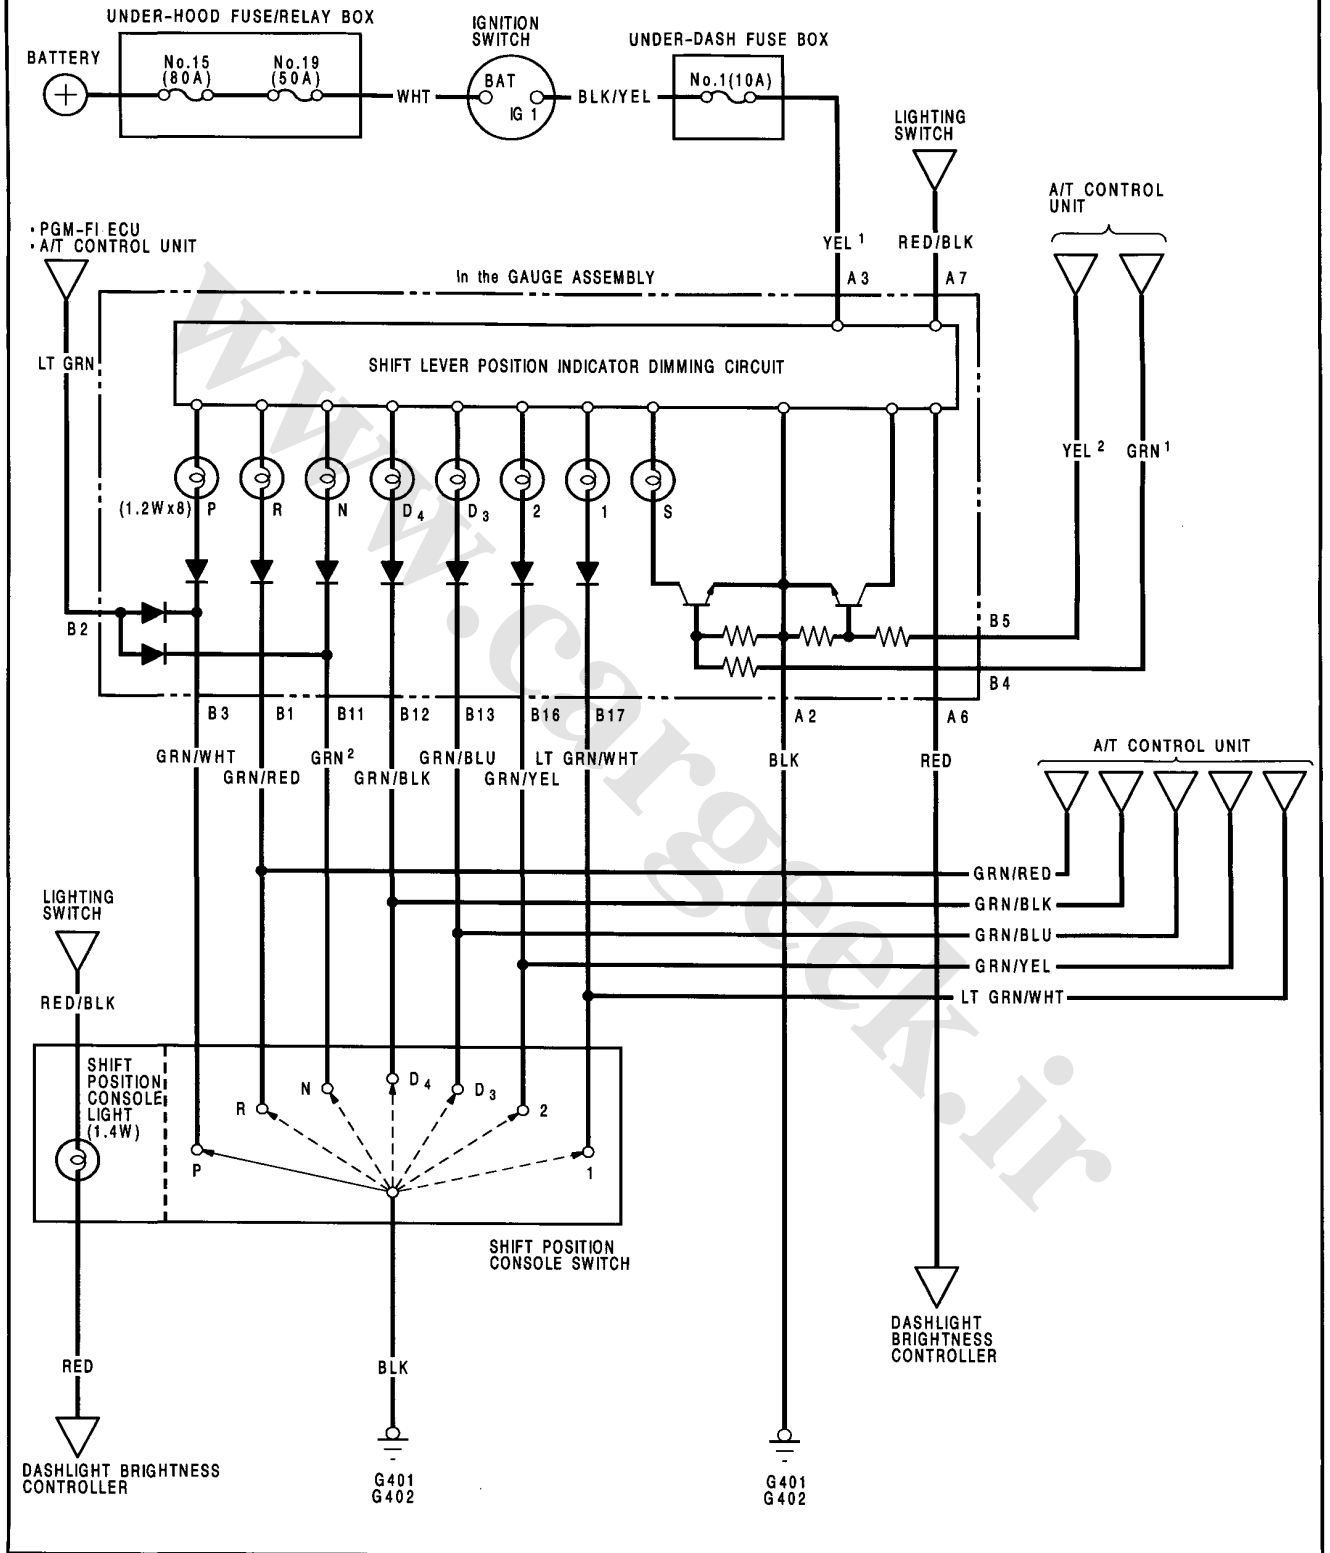 UNDER-HOOD FUSE/RELAY BOX
BATTERY
No.15
(80A)
No.19
(50A)
WHT
IGNITION
SWITCH
BAT
IG 1
BLK/YEL
UNDER-DASH FUSE BOX
No.1(10A)
LIGHTING
SWITCH
A/T CONTROL
UNIT
• PGM-FI ECU
• A/T CONTROL UNIT
YEL 1
RED/BLK
In the GAUGE ASSEMBLY
A3
A7
LT GRN
SHIFT LEVER POSITION INDICATOR DIMMING CIRCUIT
YEL 2
GRN 1
(1.2Wx8)
P
R
N
D4
D3
2
1
S
B2
B5
B4
B3
B1
B11
B12
B13
B16
B17
A2
A6
GRN/WHT
GRN/RED
GRN 2
GRN/BLK
GRN/BLU
GRN/YEL
LT GRN/WHT
BLK
RED
A/T CONTROL UNIT
GRN/RED
GRN/BLK
GRN/BLU
GRN/YEL
LT GRN/WHT
LIGHTING
SWITCH
RED/BLK
SHIFT
POSITION
CONSOLE
LIGHT
(1.4W)
P
R
N
D4
D3
2
1
SHIFT POSITION
CONSOLE SWITCH
RED
BLK
DASHLIGHT
BRIGHTNESS
CONTROLLER
DASHLIGHT BRIGHTNESS
CONTROLLER
G401
G402
G401
G402
www.cargeek.ir